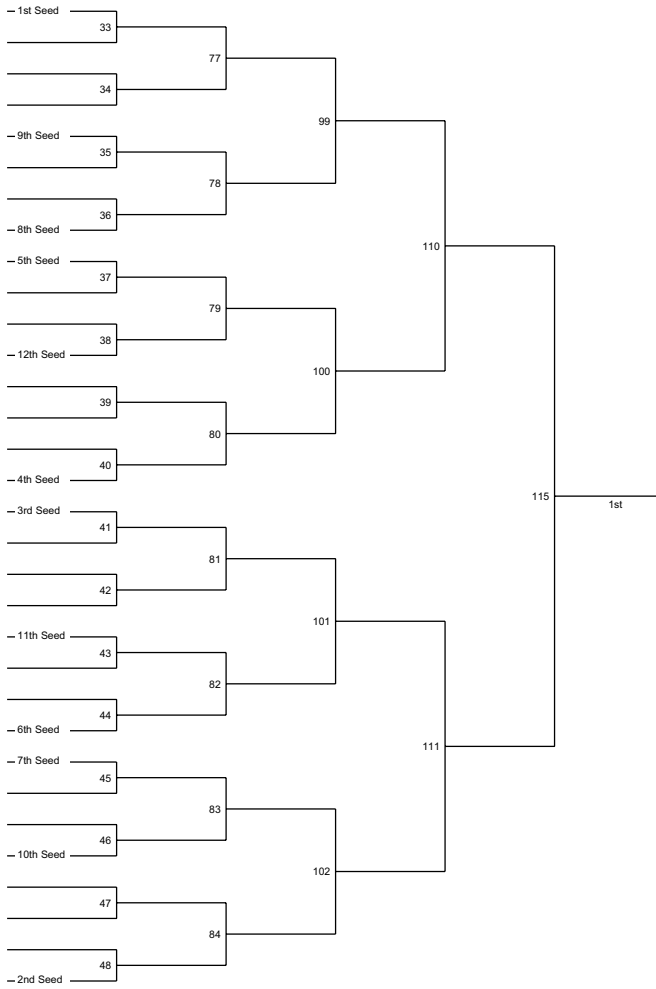 1st Seed
33
77
34
99
9th Seed
35
78
36
8th Seed
110
5th Seed
37
79
38
12th Seed
100
39
80
40
4th Seed
115
1st
3rd Seed
41
81
42
101
11th Seed
43
82
44
6th Seed
111
7th Seed
45
83
46
10th Seed
102
47
84
48
2nd Seed